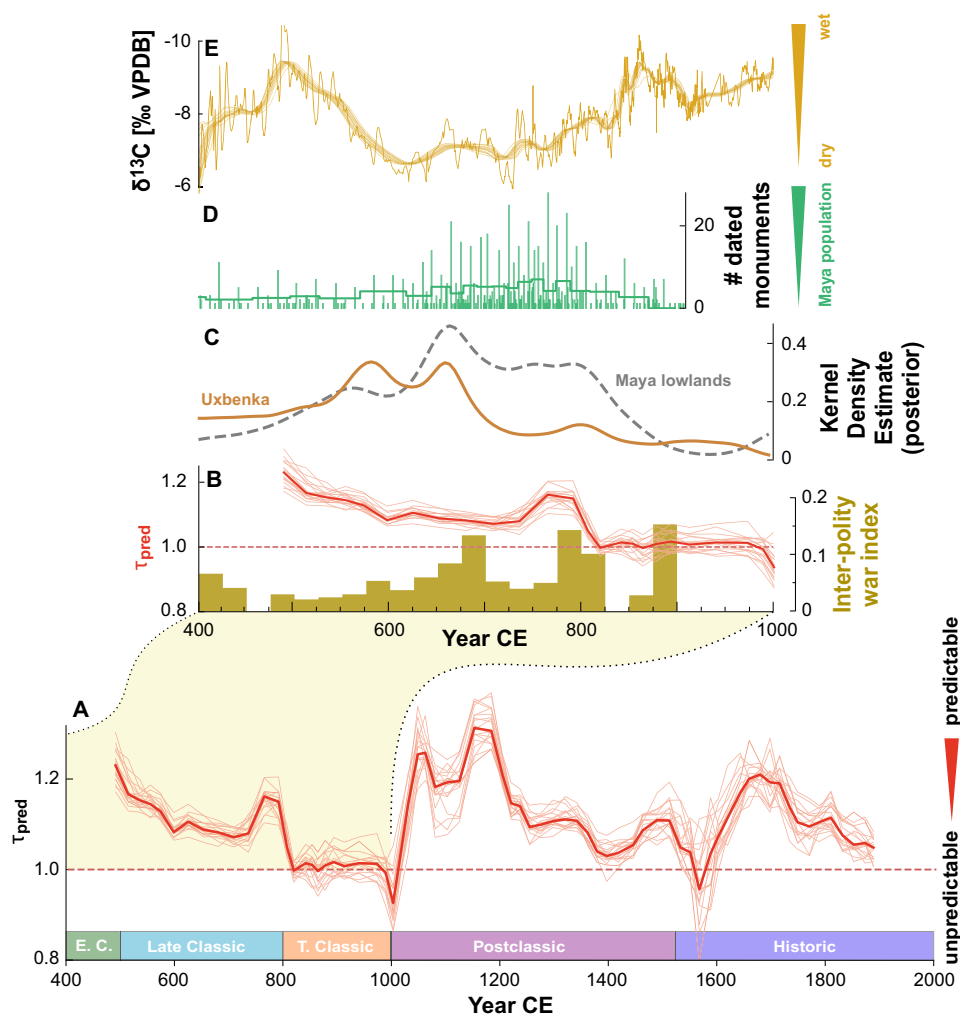 E
δ13C [‰ VPDB]
-10
-8
-6
wet
dry
D
20
0
# dated
monuments
Maya population
C
Uxbenka
Maya lowlands
0.4
0.2
0
Kernel
Density
Estimate
(posterior)
B
τpred
1.2
1.0
0.8
0.2
0.1
0
Inter-polity
war index
400
600
800
1000
Year CE
A
τpred
1.2
1.0
0.8
predictable
unpredictable
E. C.
Late Classic
T. Classic
Postclassic
Historic
400
600
800
1000
1200
1400
1600
1800
2000
Year CE